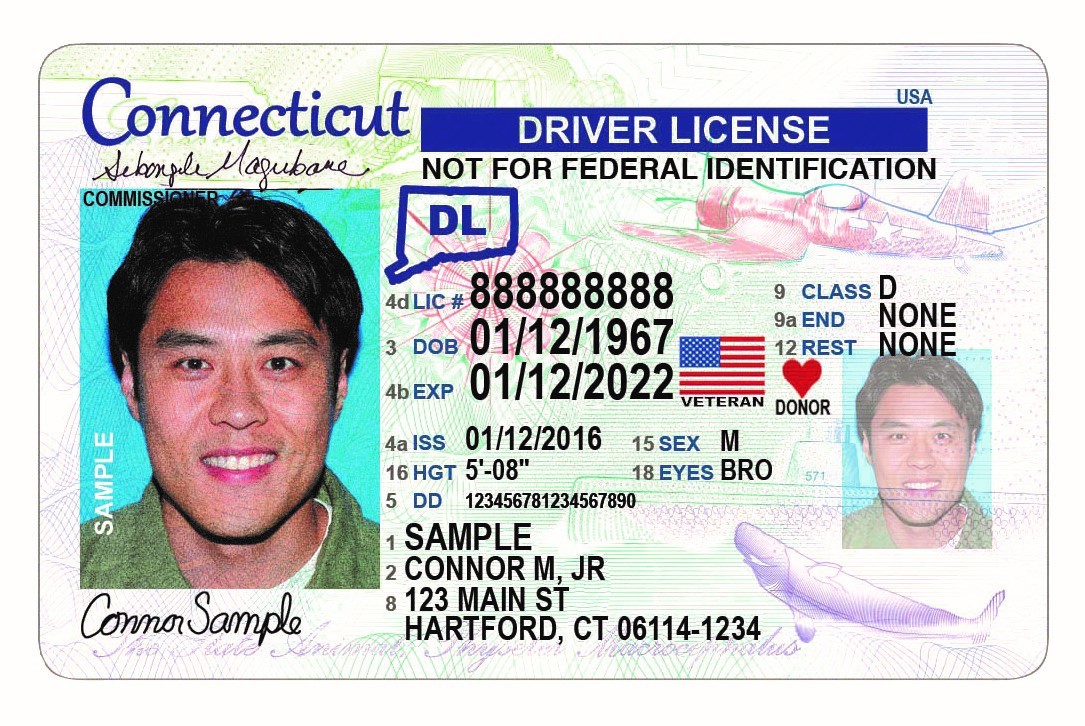 Connecticut
USA
DRIVER LICENSE
NOT FOR FEDERAL IDENTIFICATION
Sibongile Magubane
COMMISSIONER
DL
4d LIC # 888888888
9 CLASS D
9a END NONE
3 DOB 01/12/1967
12 REST NONE
4b EXP 01/12/2022
VETERAN
DONOR
4a ISS 01/12/2016 15 SEX M
16 HGT 5'-08" 18 EYES BRO
571
5 DD 123456781234567890
SAMPLE
1 SAMPLE
2 CONNOR M, JR
8 123 MAIN ST
HARTFORD, CT 06114-1234
Connor Sample
The State Animal, Physeter Macrocephalus